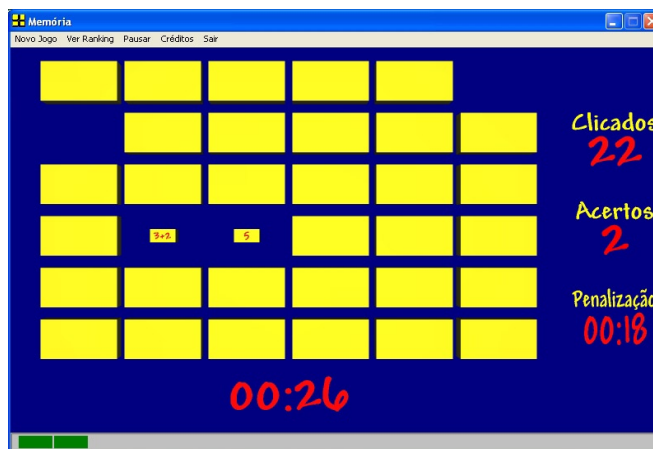 Memória
Novo Jogo Ver Ranking Pausar Créditos Sair
Clicados
22
3+2 5
Acertos
2
Penalização
00:18
00:26